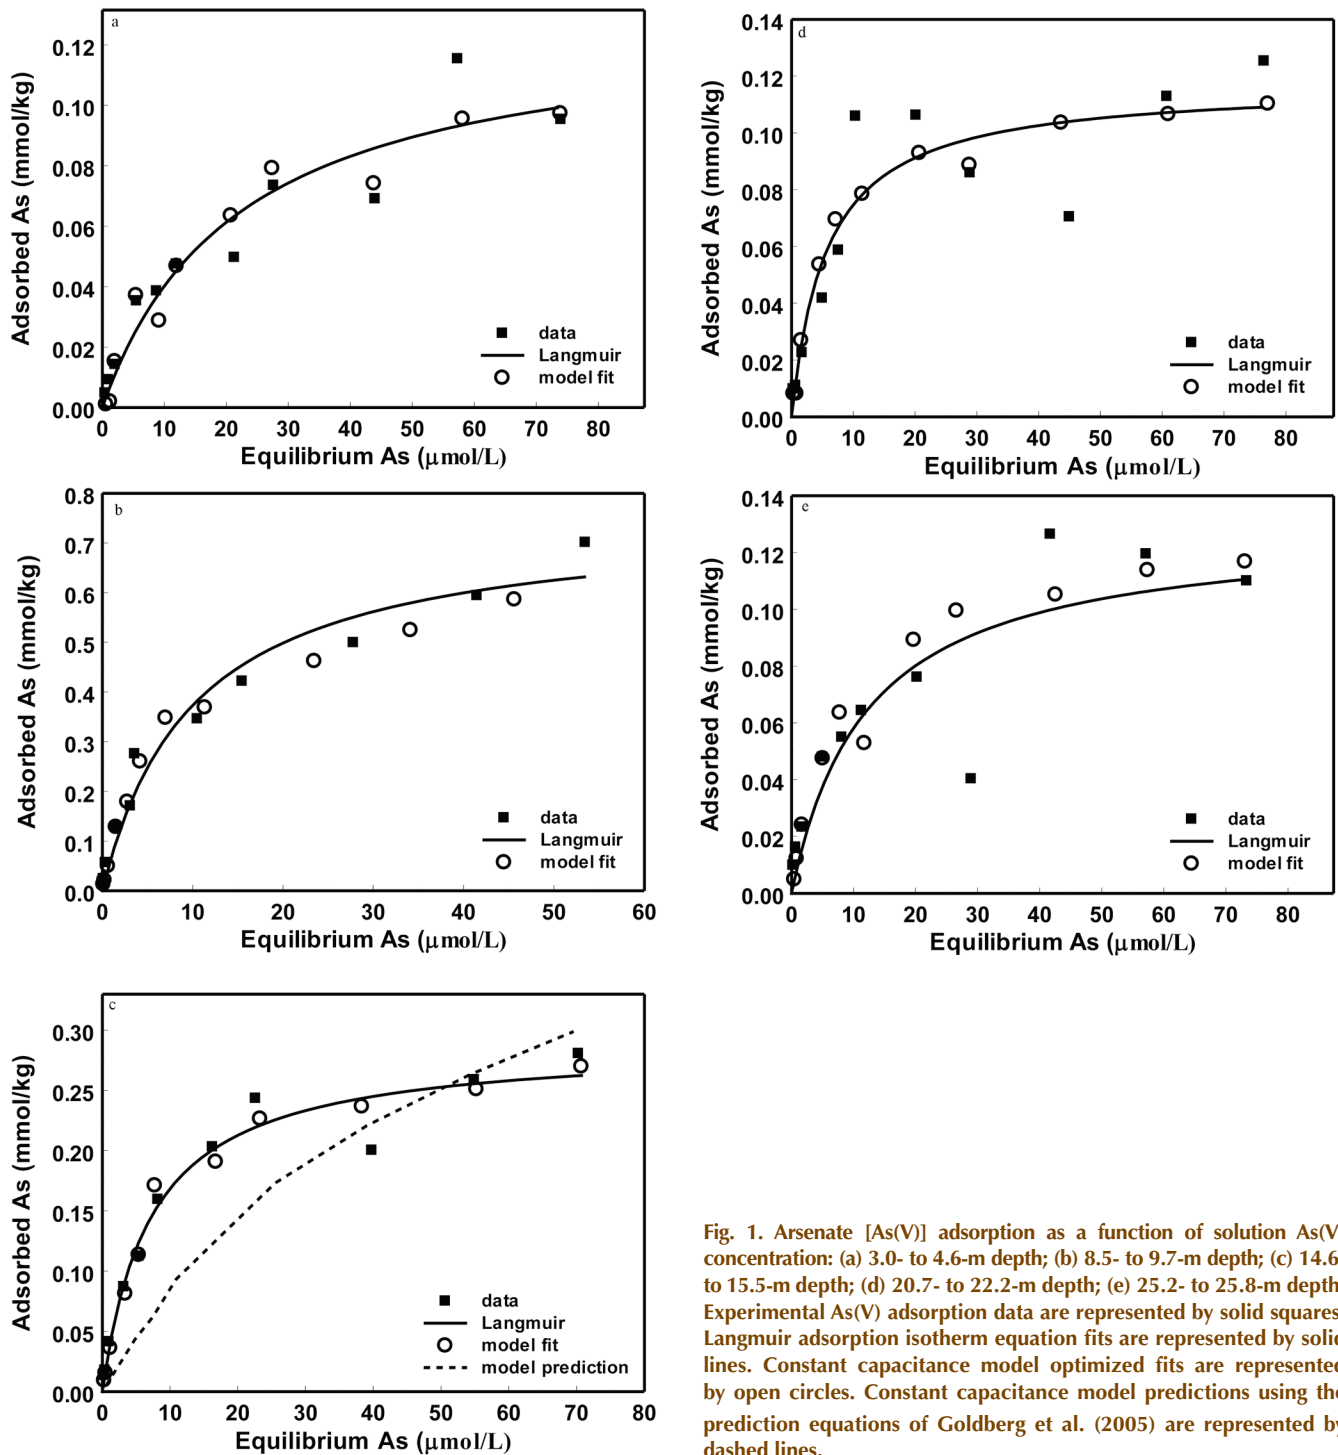 a
0.12
0.10
0.08
0.06
0.04
0.02
0.00
Adsorbed As (mmol/kg)
data
Langmuir
model fit
0 10 20 30 40 50 60 70 80
Equilibrium As (μmol/L)
b
0.8
0.7
0.6
0.5
0.4
0.3
0.2
0.1
0.0
Adsorbed As (mmol/kg)
data
Langmuir
model fit
0 10 20 30 40 50 60
Equilibrium As (μmol/L)
c
0.30
0.25
0.20
0.15
0.10
0.05
0.00
Adsorbed As (mmol/kg)
data
Langmuir
model fit
model prediction
0 10 20 30 40 50 60 70 80
Equilibrium As (μmol/L)
d
0.14
0.12
0.10
0.08
0.06
0.04
0.02
0.00
Adsorbed As (mmol/kg)
data
Langmuir
model fit
0 10 20 30 40 50 60 70 80
Equilibrium As (μmol/L)
e
0.14
0.12
0.10
0.08
0.06
0.04
0.02
0.00
Adsorbed As (mmol/kg)
data
Langmuir
model fit
0 10 20 30 40 50 60 70 80
Equilibrium As (μmol/L)
Fig. 1. Arsenate [As(V)] adsorption as a function of solution As(V
concentration: (a) 3.0- to 4.6-m depth; (b) 8.5- to 9.7-m depth; (c) 14.6
to 15.5-m depth; (d) 20.7- to 22.2-m depth; (e) 25.2- to 25.8-m depth
Experimental As(V) adsorption data are represented by solid squares
Langmuir adsorption isotherm equation fits are represented by solid
lines. Constant capacitance model optimized fits are represented
by open circles. Constant capacitance model predictions using the
prediction equations of Goldberg et al. (2005) are represented by
dashed lines.